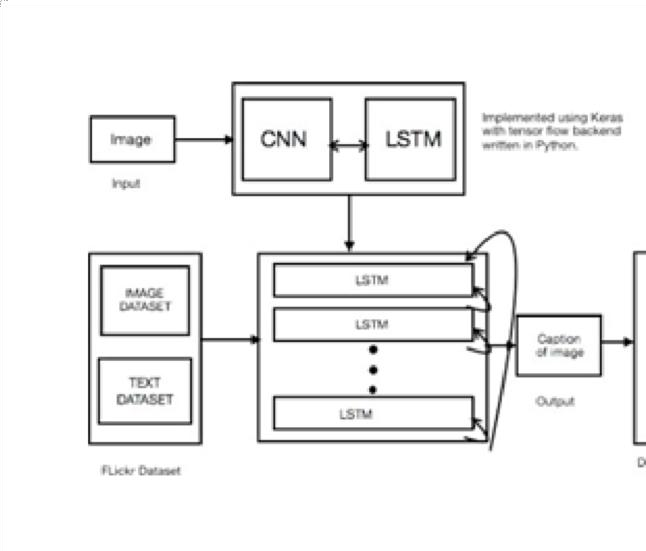 Image
Input
CNN
LSTM
Implemented using Keras
with tensor flow backend
written in Python.
IMAGE
DATASET
TEXT
DATASET
FLickr Dataset
LSTM
LSTM
LSTM
Caption
of image
Output